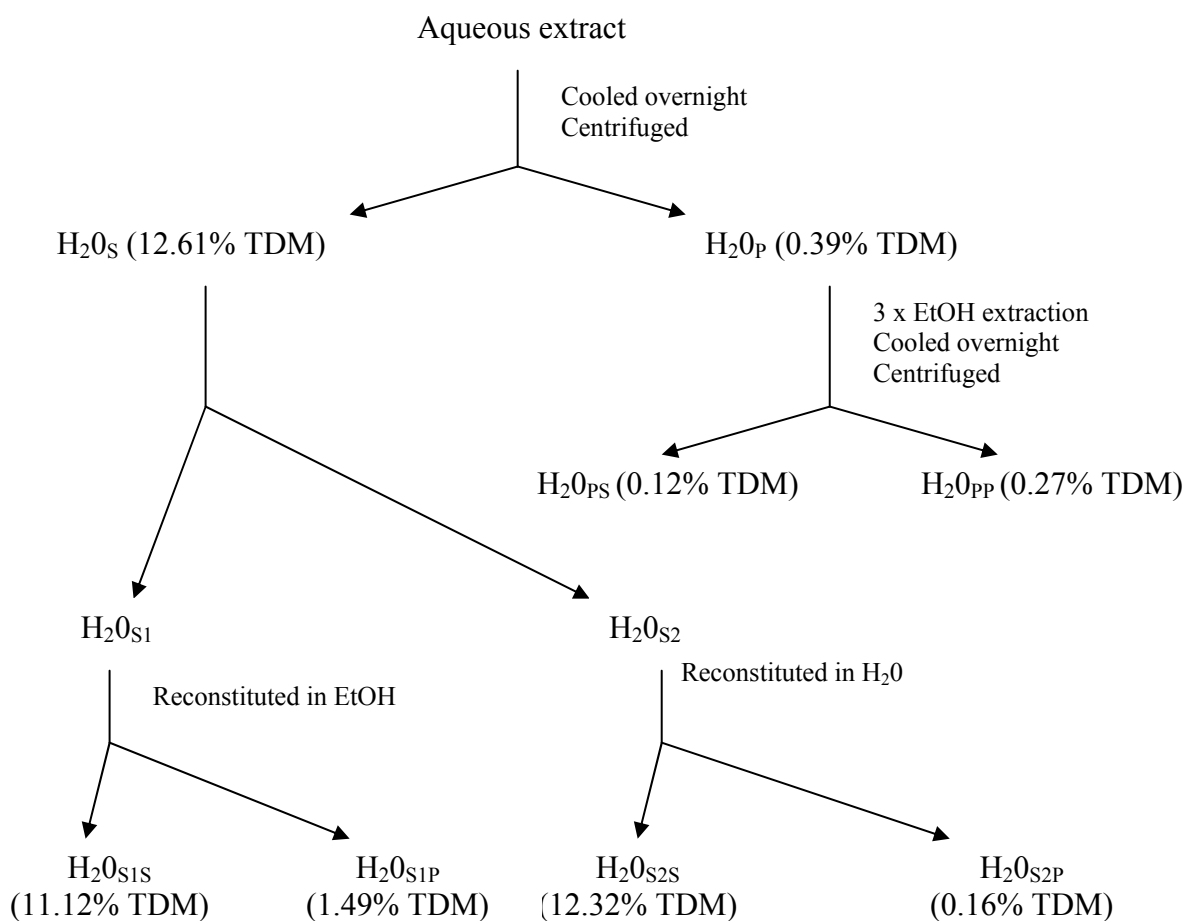 Aqueous extract
Cooled overnight
Centrifuged
H₂0S (12.61% TDM)
H₂0P (0.39% TDM)
3 x EtOH extraction
Cooled overnight
Centrifuged
H₂0PS (0.12% TDM)
H₂0PP (0.27% TDM)
H₂0S1
H₂0S2
Reconstituted in EtOH
Reconstituted in H₂0
H₂0S1S
(11.12% TDM)
H₂0S1P
(1.49% TDM)
H₂0S2S
(12.32% TDM)
H₂0S2P
(0.16% TDM)